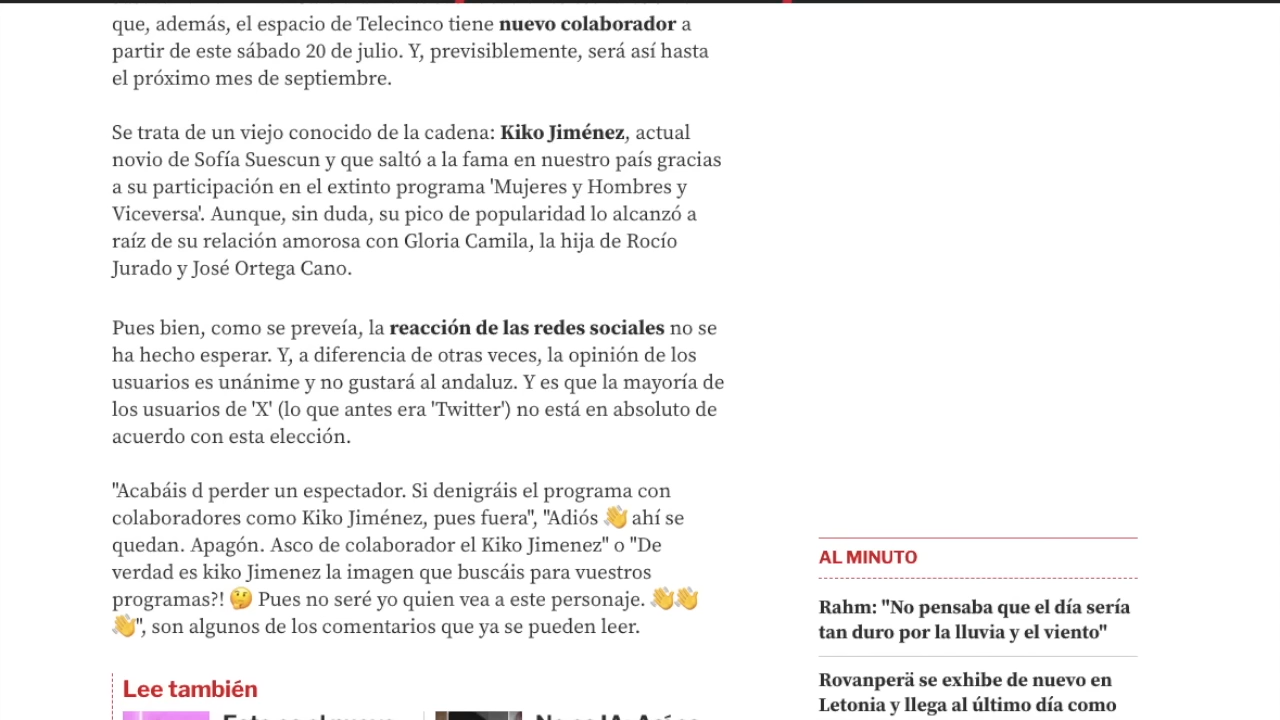 que, además, el espacio de Telecinco tiene nuevo colaborador a
partir de este sábado 20 de julio. Y, previsiblemente, será así hasta
el próximo mes de septiembre.
Se trata de un viejo conocido de la cadena: Kiko Jiménez, actual
novio de Sofía Suescun y que saltó a la fama en nuestro país gracias
a su participación en el extinto programa 'Mujeres y Hombres y
Viceversa'. Aunque, sin duda, su pico de popularidad lo alcanzó a
raíz de su relación amorosa con Gloria Camila, la hija de Rocío
Jurado y José Ortega Cano.
Pues bien, como se preveía, la reacción de las redes sociales no se
ha hecho esperar. Y, a diferencia de otras veces, la opinión de los
usuarios es unánime y no gustará al andaluz. Y es que la mayoría de
los usuarios de 'X' (lo que antes era 'Twitter') no está en absoluto de
acuerdo con esta elección.
"Acabáis d perder un espectador. Si denigráis el programa con
colaboradores como Kiko Jiménez, pues fuera", "Adiós 👋 ahí se
quedan. Apagón. Asco de colaborador el Kiko Jimenez" o "De
verdad es kiko Jimenez la imagen que buscáis para vuestros
programas?! 🤔 Pues no seré yo quien vea a este personaje. 👋👋
👋", son algunos de los comentarios que ya se pueden leer.
Lee también
AL MINUTO
Rahm: "No pensaba que el día sería
tan duro por la lluvia y el viento"
Rovanperä se exhibe de nuevo en
Letonia y llega al último día como